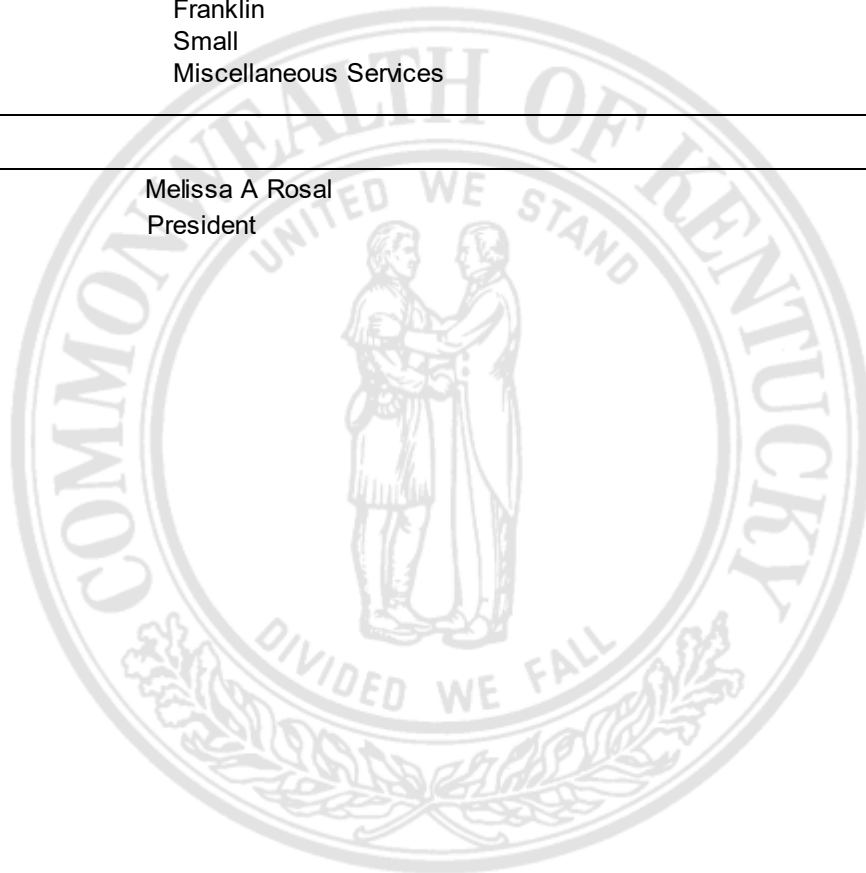 Franklin
Small
Miscellaneous Services
Melissa A Rosal
President
COMMONWEALTH OF KENTUCKY
UNITED WE STAND
DIVIDED WE FALL